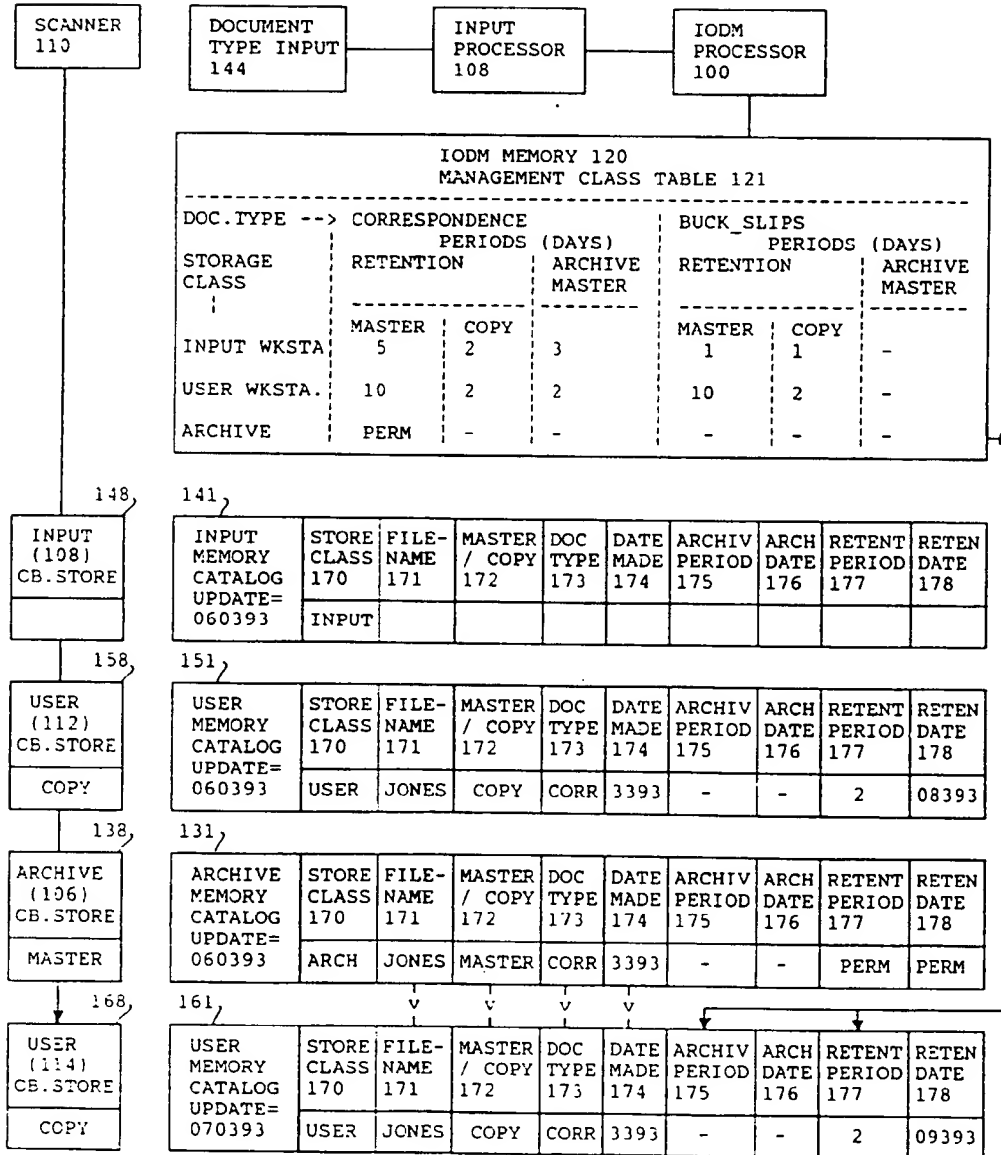 SCANNER
110
DOCUMENT
TYPE INPUT
144
INPUT
PROCESSOR
108
IODM
PROCESSOR
100
IODM MEMORY 120
MANAGEMENT CLASS TABLE 121
DOC.TYPE --> CORRESPONDENCE BUCK_SLIPS
PERIODS (DAYS) PERIODS (DAYS)
STORAGE RETENTION ARCHIVE RETENTION ARCHIVE
CLASS MASTER MASTER
MASTER COPY MASTER COPY
INPUT WKSTA 5 2 3 1 1 -
USER WKSTA. 10 2 2 10 2 -
ARCHIVE PERM - - - - -
148 141
INPUT
(108)
CB.STORE
INPUT STORE FILE- MASTER DOC DATE ARCHIV ARCH RETENT RETEN
MEMORY CLASS NAME / COPY TYPE MADE PERIOD DATE PERIOD DATE
CATALOG 170 171 172 173 174 175 176 177 178
UPDATE=
060393 INPUT
158 151
USER
(112)
CB.STORE
COPY
USER STORE FILE- MASTER DOC DATE ARCHIV ARCH RETENT RETEN
MEMORY CLASS NAME / COPY TYPE MADE PERIOD DATE PERIOD DATE
CATALOG 170 171 172 173 174 175 176 177 178
UPDATE=
060393 USER JONES COPY CORR 3393 - - 2 08393
138 131
ARCHIVE
(106)
CB.STORE
MASTER
ARCHIVE STORE FILE- MASTER DOC DATE ARCHIV ARCH RETENT RETEN
MEMORY CLASS NAME / COPY TYPE MADE PERIOD DATE PERIOD DATE
CATALOG 170 171 172 173 174 175 176 177 178
UPDATE=
060393 ARCH JONES MASTER CORR 3393 - - PERM PERM
168 161
USER
(114)
CB.STORE
COPY
USER STORE FILE- MASTER DOC DATE ARCHIV ARCH RETENT RETEN
MEMORY CLASS NAME / COPY TYPE MADE PERIOD DATE PERIOD DATE
CATALOG 170 171 172 173 174 175 176 177 178
UPDATE=
070393 USER JONES COPY CORR 3393 - - 2 09393